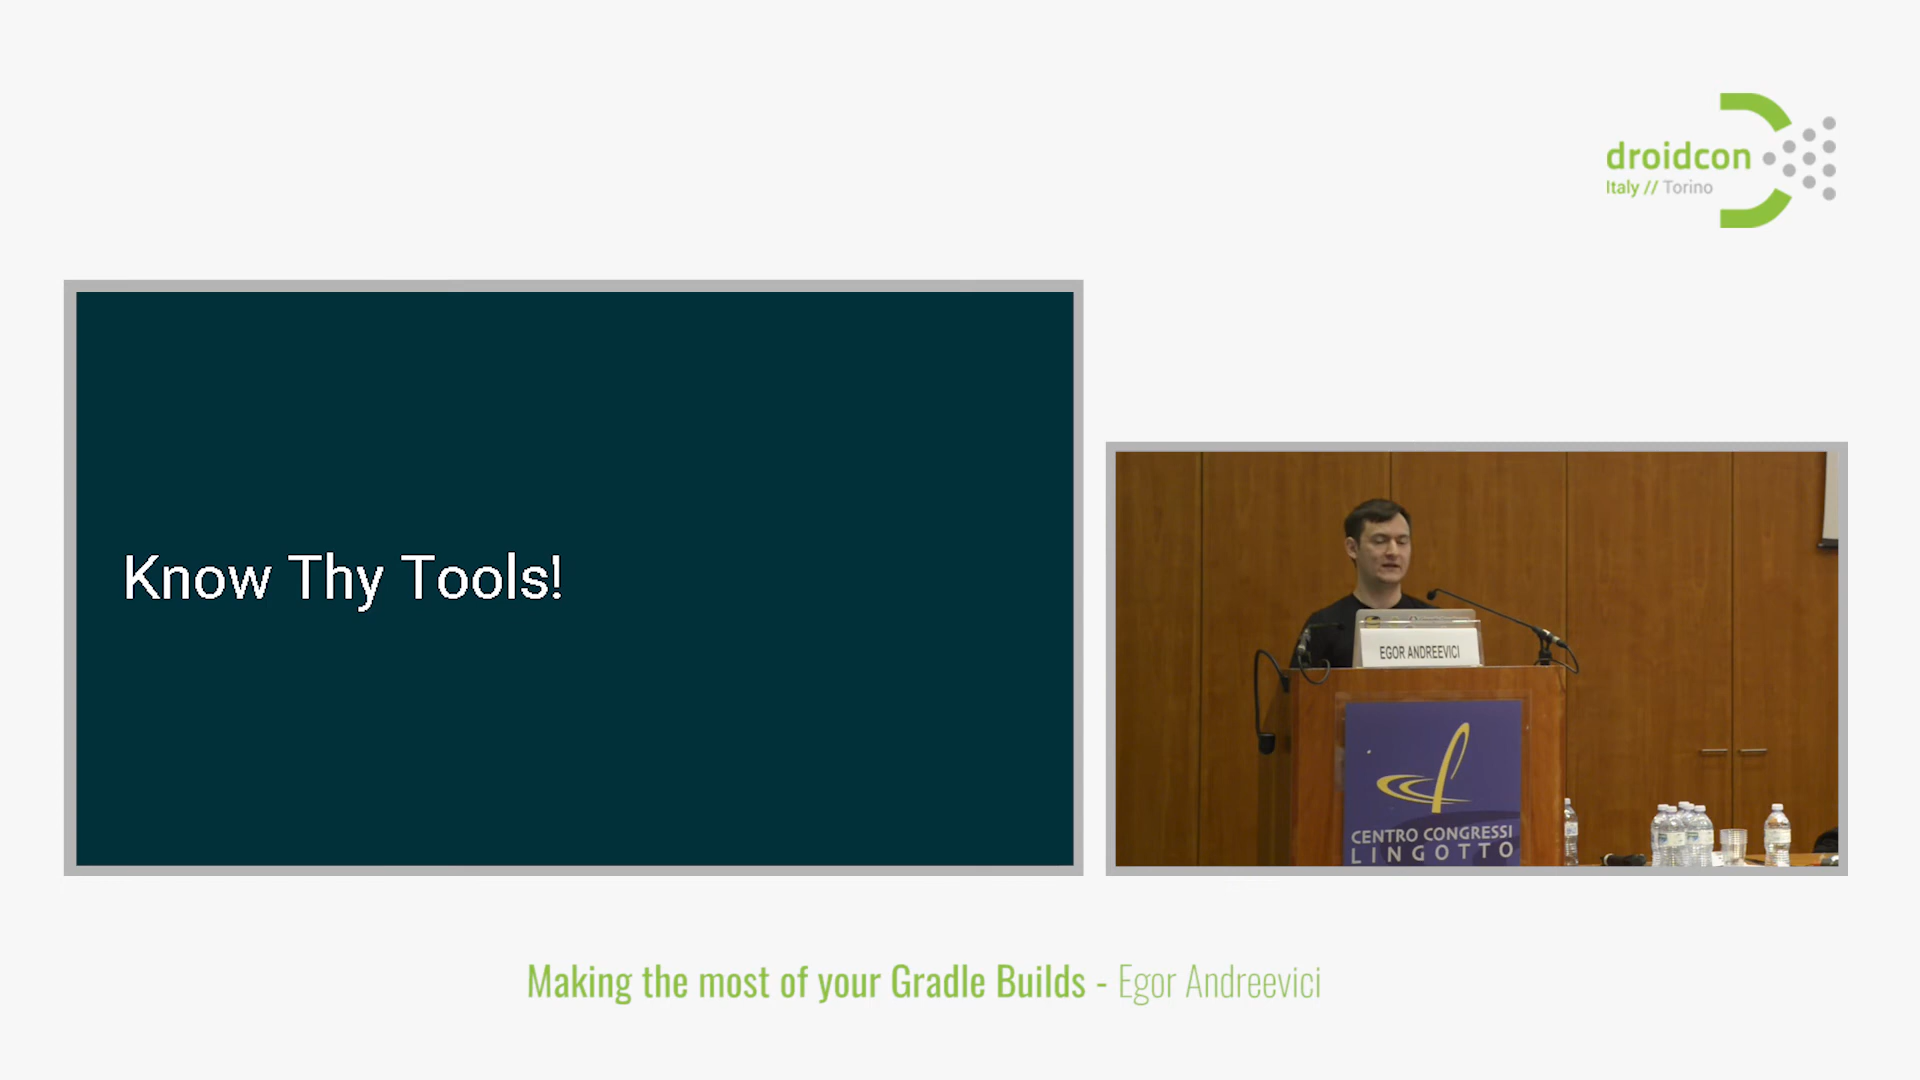 droidcon
Italy // Torino
Know Thy Tools!
EGOR ANDREEVICI
CENTRO CONGRESSI
LINGOTTO
Making the most of your Gradle Builds - Egor Andreevici